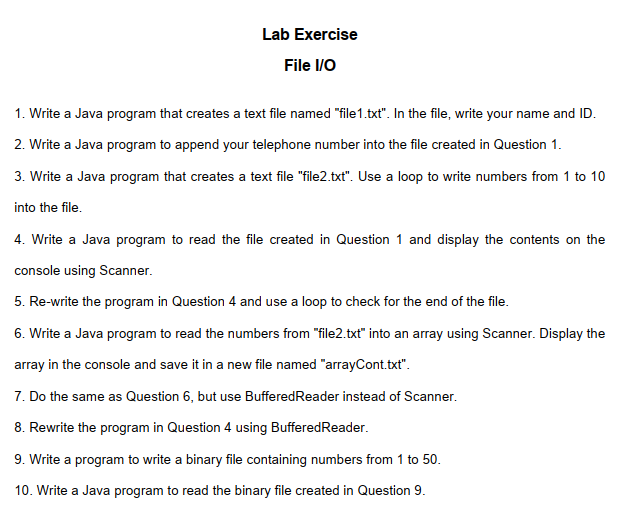 Lab Exercise
File I/O
1. Write a Java program that creates a text file named "file1.txt". In the file, write your name and ID.
2. Write a Java program to append your telephone number into the file created in Question 1.
3. Write a Java program that creates a text file "file2.txt". Use a loop to write numbers from 1 to 10
into the file.
4. Write a Java program to read the file created in Question 1 and display the contents on the
console using Scanner.
5. Re-write the program in Question 4 and use a loop to check for the end of the file.
6. Write a Java program to read the numbers from "file2.txt" into an array using Scanner. Display the
array in the console and save it in a new file named "arrayCont.txt".
7. Do the same as Question 6, but use BufferedReader instead of Scanner.
8. Rewrite the program in Question 4 using BufferedReader.
9. Write a program to write a binary file containing numbers from 1 to 50.
10. Write a Java program to read the binary file created in Question 9.